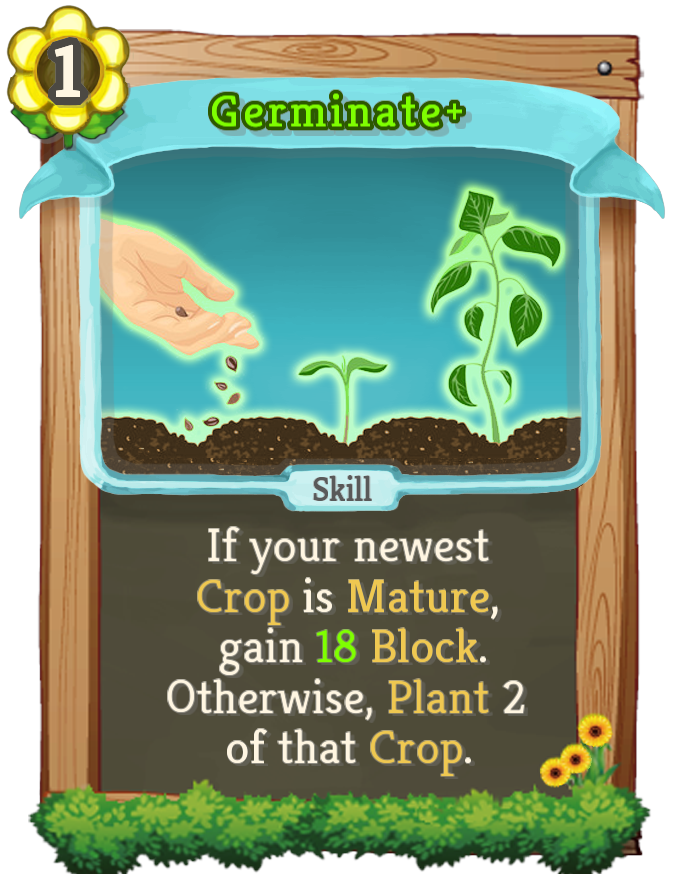 1
Germinate+
Skill
If your newest
Crop is Mature,
gain 18 Block.
Otherwise, Plant 2
of that Crop.